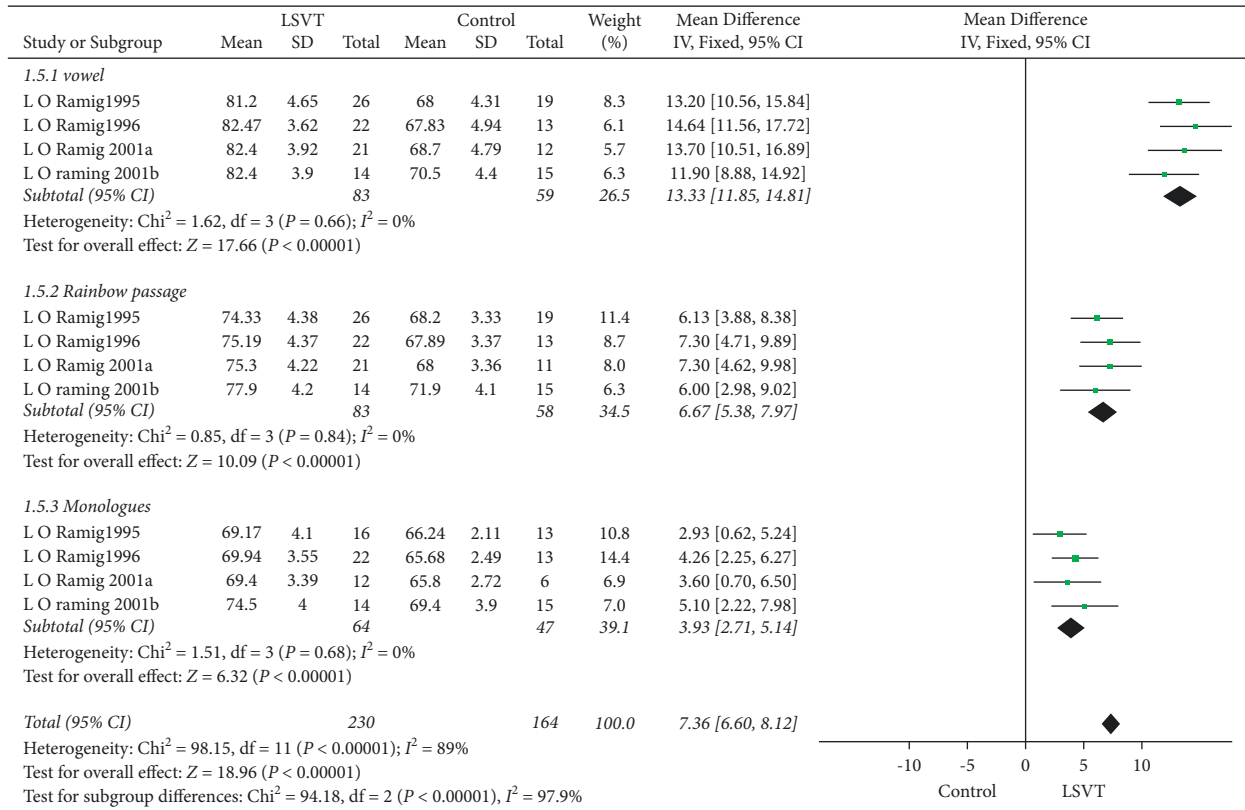 LSVT Control Weight Mean Difference Mean Difference
Study or Subgroup Mean SD Total Mean SD Total (%) IV, Fixed, 95% CI IV, Fixed, 95% CI
1.5.1 vowel
L O Ramig1995 81.2 4.65 26 68 4.31 19 8.3 13.20 [10.56, 15.84]
L O Ramig1996 82.47 3.62 22 67.83 4.94 13 6.1 14.64 [11.56, 17.72]
L O Ramig 2001a 82.4 3.92 21 68.7 4.79 12 5.7 13.70 [10.51, 16.89]
L O raming 2001b 82.4 3.9 14 70.5 4.4 15 6.3 11.90 [8.88, 14.92]
Subtotal (95% CI) 83 59 26.5 13.33 [11.85, 14.81]
Heterogeneity: Chi² = 1.62, df = 3 (P = 0.66); I² = 0%
Test for overall effect: Z = 17.66 (P < 0.00001)
1.5.2 Rainbow passage
L O Ramig1995 74.33 4.38 26 68.2 3.33 19 11.4 6.13 [3.88, 8.38]
L O Ramig1996 75.19 4.37 22 67.89 3.37 13 8.7 7.30 [4.71, 9.89]
L O Ramig 2001a 75.3 4.22 21 68 3.36 11 8.0 7.30 [4.62, 9.98]
L O raming 2001b 77.9 4.2 14 71.9 4.1 15 6.3 6.00 [2.98, 9.02]
Subtotal (95% CI) 83 58 34.5 6.67 [5.38, 7.97]
Heterogeneity: Chi² = 0.85, df = 3 (P = 0.84); I² = 0%
Test for overall effect: Z = 10.09 (P < 0.00001)
1.5.3 Monologues
L O Ramig1995 69.17 4.1 16 66.24 2.11 13 10.8 2.93 [0.62, 5.24]
L O Ramig1996 69.94 3.55 22 65.68 2.49 13 14.4 4.26 [2.25, 6.27]
L O Ramig 2001a 69.4 3.39 12 65.8 2.72 6 6.9 3.60 [0.70, 6.50]
L O raming 2001b 74.5 4 14 69.4 3.9 15 7.0 5.10 [2.22, 7.98]
Subtotal (95% CI) 64 47 39.1 3.93 [2.71, 5.14]
Heterogeneity: Chi² = 1.51, df = 3 (P = 0.68); I² = 0%
Test for overall effect: Z = 6.32 (P < 0.00001)
Total (95% CI) 230 164 100.0 7.36 [6.60, 8.12]
Heterogeneity: Chi² = 98.15, df = 11 (P < 0.00001); I² = 89%
Test for overall effect: Z = 18.96 (P < 0.00001)
Test for subgroup differences: Chi² = 94.18, df = 2 (P < 0.00001), I² = 97.9%
-10 -5 0 5 10
Control LSVT